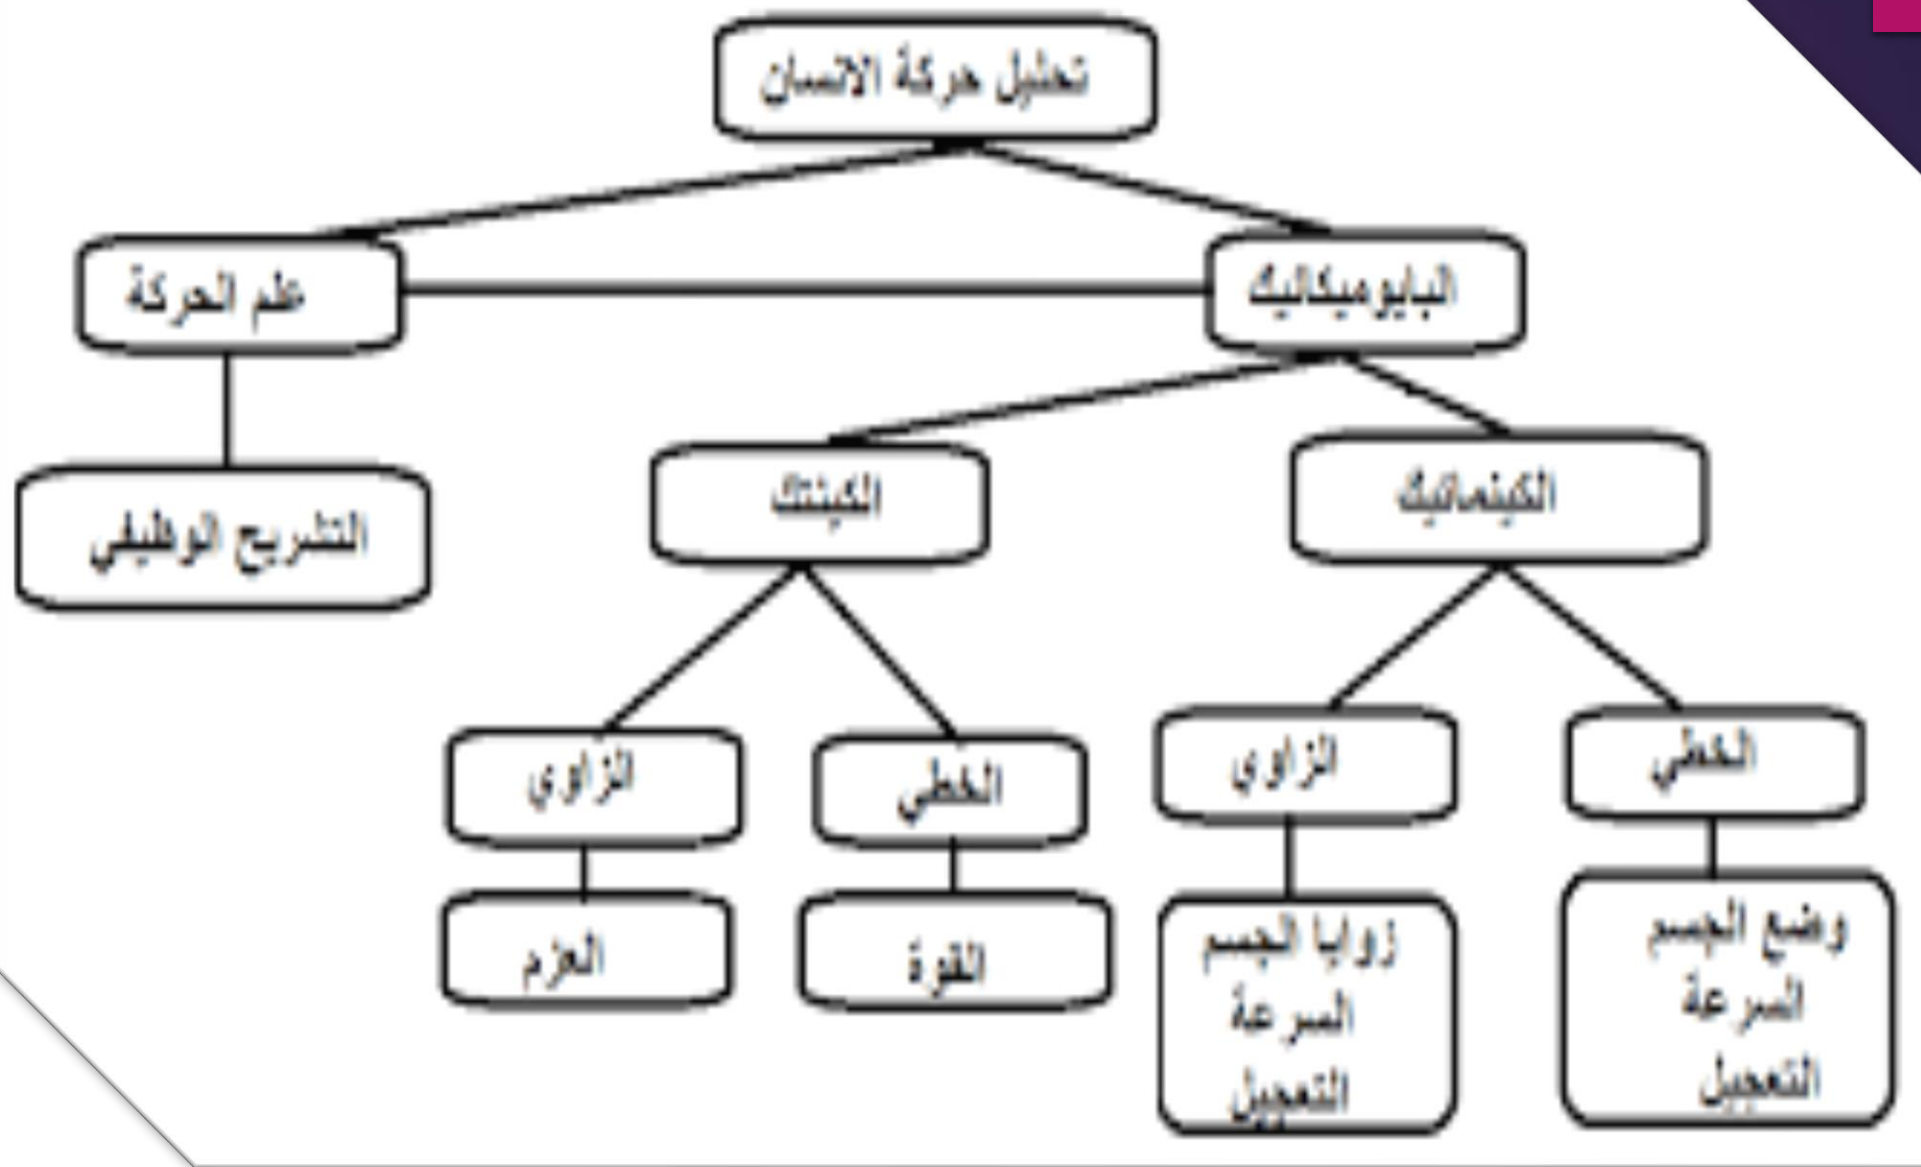 تحليل حركة الانسان
البايوميكانيك
علم الحركة
الكينماتيك
الكينتك
التشريح الوظيفي
الخطي
الزاوي
الخطي
الزاوي
وضع الجسم
السرعة
التعجيل
زوايا الجسم
السرعة
التعجيل
القوة
العزم